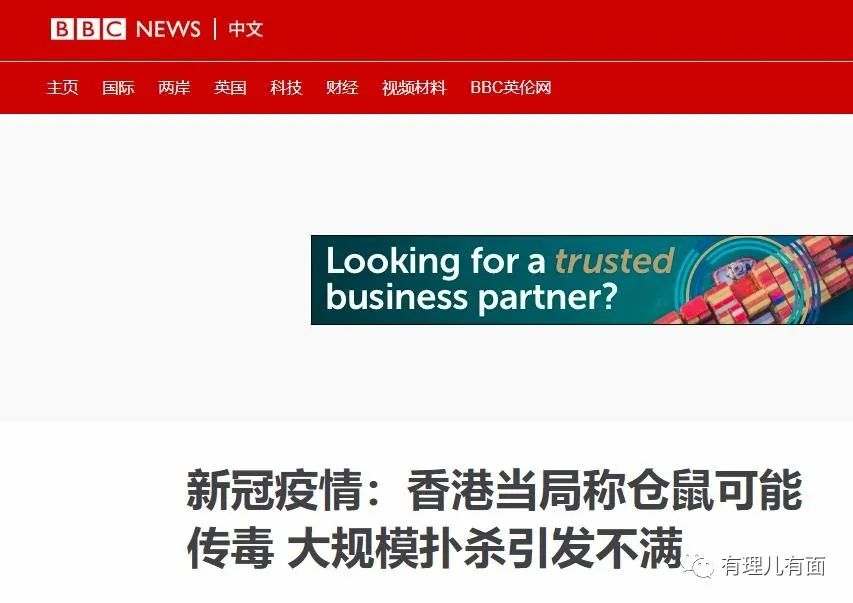 BBC NEWS | 中文
主页 国际 两岸 英国 科技 财经 视频材料 BBC英伦网
Looking for a trusted
business partner?
新冠疫情：香港当局称仓鼠可能
传毒 大规模扑杀引发不满
有理儿有面